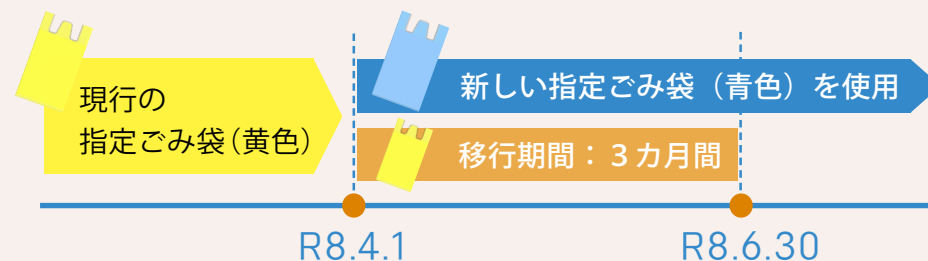 現行の
指定ごみ袋（黄色）
新しい指定ごみ袋（青色）を使用
移行期間：３カ月間
R8.4.1
R8.6.30